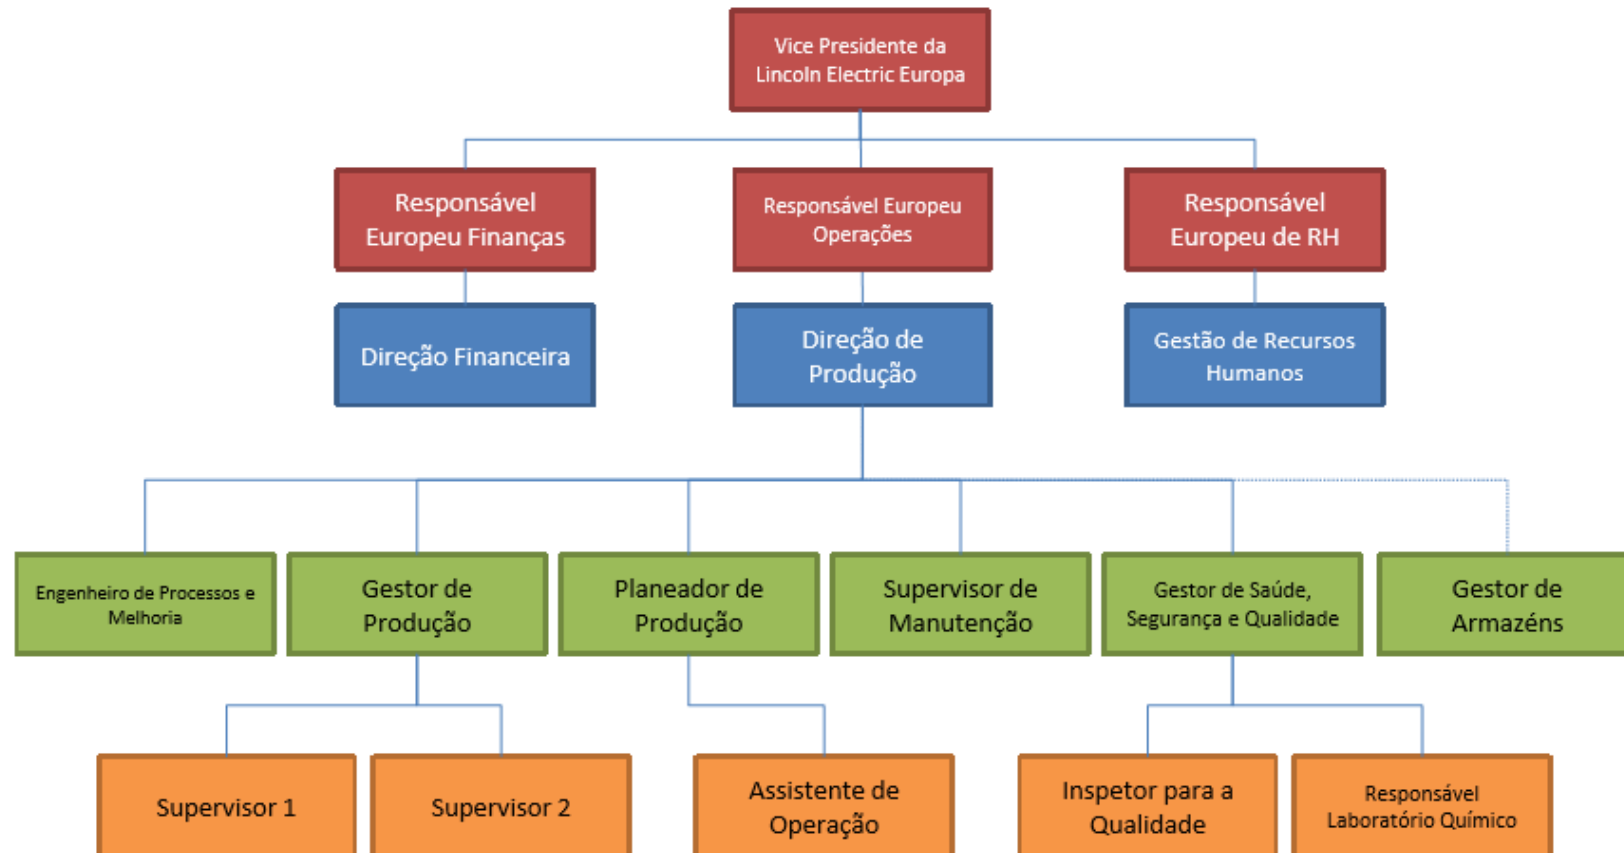 Vice Presidente da
Lincoln Electric Europa
Responsável
Europeu Finanças
Responsável Europeu
Operações
Responsável
Europeu de RH
Direção Financeira
Direção de
Produção
Gestão de Recursos
Humanos
Engenheiro de Processos e
Melhoria
Gestor de
Produção
Planeador de
Produção
Supervisor de
Manutenção
Gestor de Saúde,
Segurança e Qualidade
Gestor de
Armazéns
Supervisor 1
Supervisor 2
Assistente de
Operação
Inspetor para a
Qualidade
Responsável
Laboratório Químico